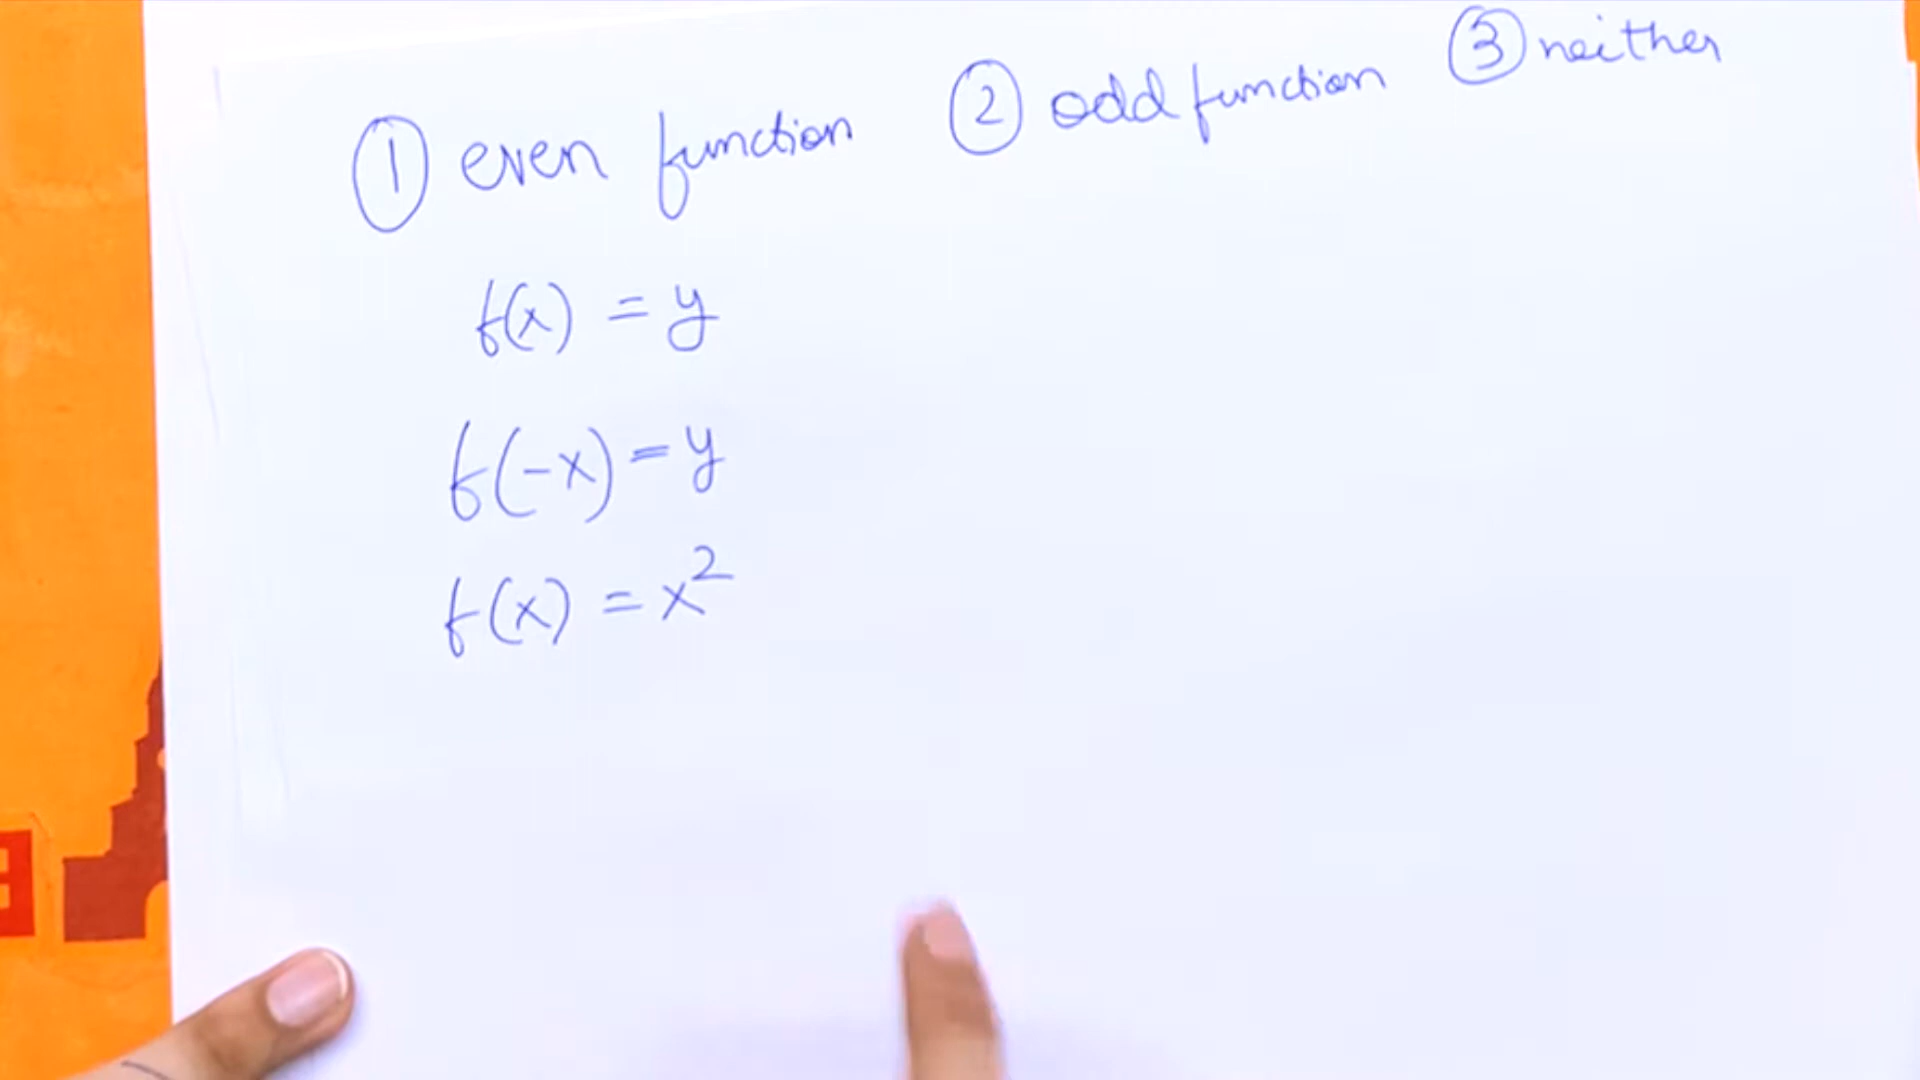 ① even function ② odd function ③ neither
f(x) = y
f(-x) = y
f(x) = x²